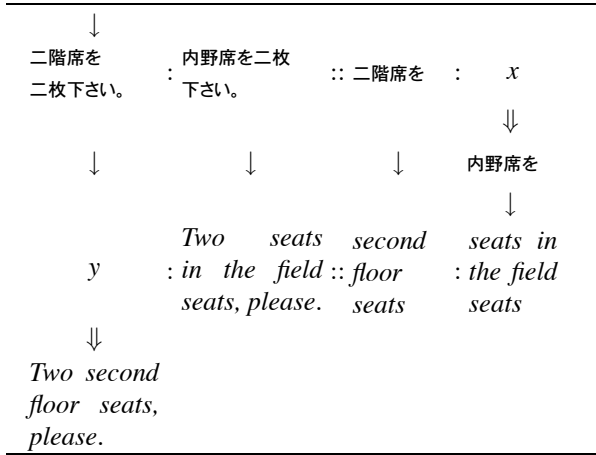 ↓
二階席を
二枚下さい。 : 内野席を二枚
下さい。 :: 二階席を : x
⇓
↓ ↓ ↓ 内野席を
↓
y : Two seats
in the field
seats, please. :: second
floor
seats : seats in
the field
seats
⇓
Two second
floor seats,
please.